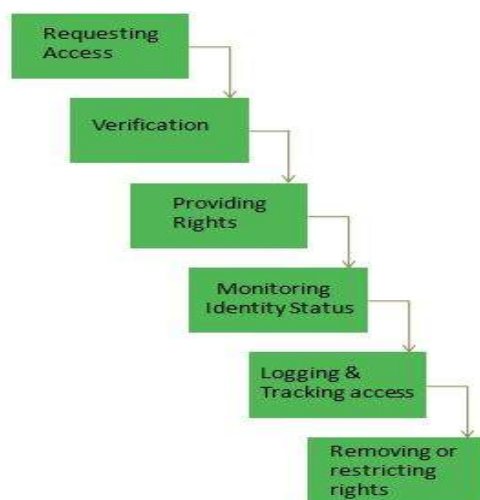 Requesting
Access
Verification
Providing
Rights
Monitoring
Identity Status
Logging &
Tracking access
Removing or
restricting
rights